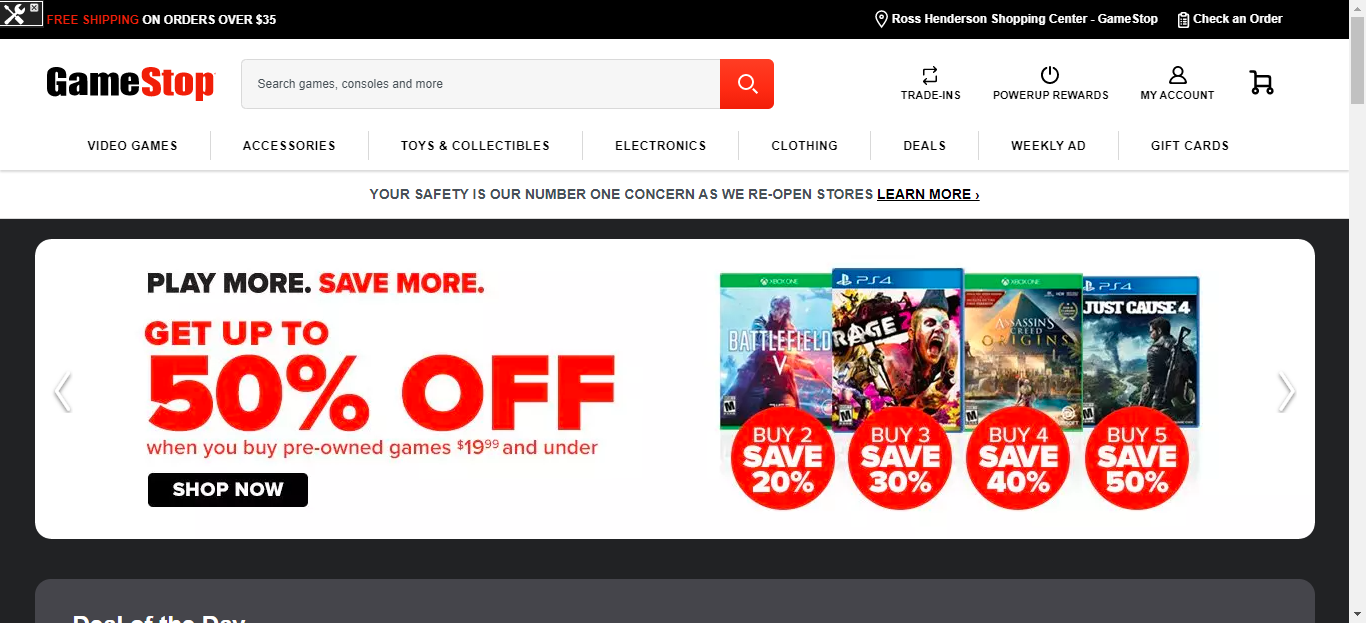 FREE SHIPPING ON ORDERS OVER $35
Ross Henderson Shopping Center - GameStop
Check an Order
GameStop
Search games, consoles and more
TRADE-INS
POWERUP REWARDS
MY ACCOUNT
VIDEO GAMES
ACCESSORIES
TOYS & COLLECTIBLES
ELECTRONICS
CLOTHING
DEALS
WEEKLY AD
GIFT CARDS
YOUR SAFETY IS OUR NUMBER ONE CONCERN AS WE RE-OPEN STORES LEARN MORE ›
PLAY MORE. SAVE MORE.
GET UP TO
50% OFF
when you buy pre-owned games $19.99 and under
SHOP NOW
XBOX ONE
BATTLEFIELD
V
M
PS4
RAGE 2
M
XBOX ONE
ASSASSIN'S
CREED
ORIGINS
M
PS4
JUST CAUSE 4
M
BUY 2
SAVE
20%
BUY 3
SAVE
30%
BUY 4
SAVE
40%
BUY 5
SAVE
50%
Deal of the Day